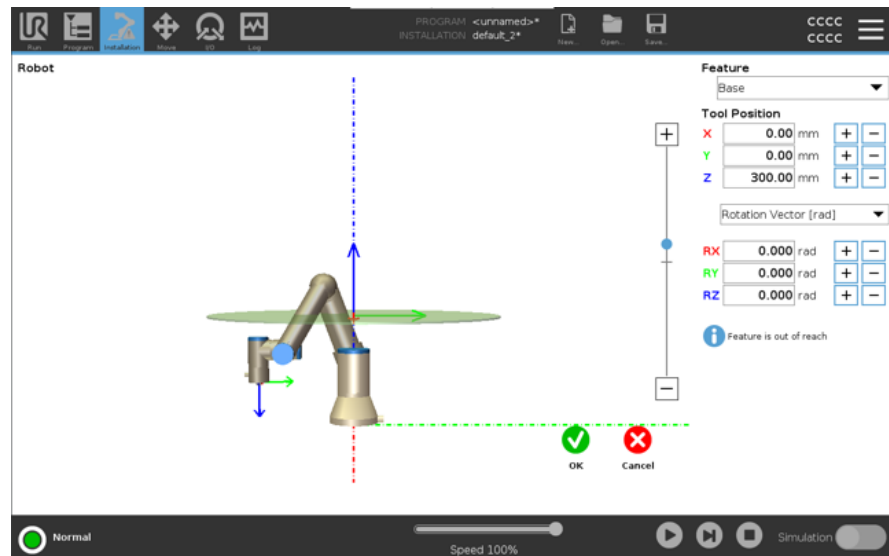 PROGRAM <unnamed>*
INSTALLATION default_2*
UR
Run
Program
Installation
Move
I/O
Log
New...
Open...
Save...
cccc
cccc
Robot
Feature
Base
Tool Position
X 0.00 mm + −
Y 0.00 mm + −
Z 300.00 mm + −
Rotation Vector [rad]
RX 0.000 rad + −
RY 0.000 rad + −
RZ 0.000 rad + −
Feature is out of reach
OK
Cancel
Normal
Speed 100%
Simulation